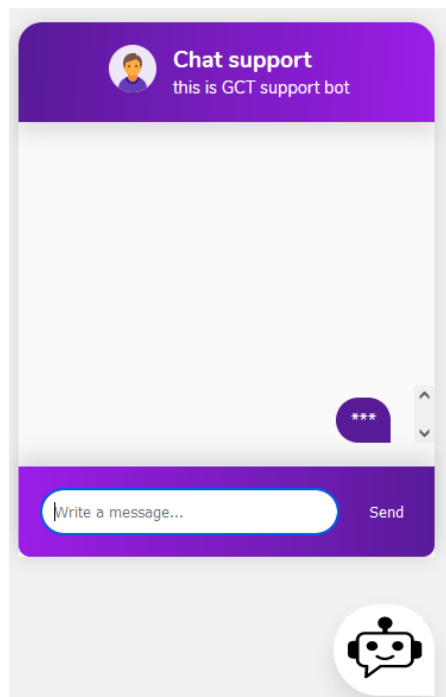 Chat support
this is GCT support bot
***
Write a message...
Send